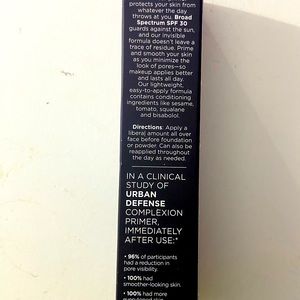 protects your skin from
whatever the day
throws at you. Broad
Spectrum SPF 30
guards against the sun,
and our invisible
formula doesn't leave a
trace of residue. Prime
and smooth your skin
as you minimize the
look of pores—so
makeup applies better
and lasts all day.
Our lightweight,
easy-to-apply formula
contains conditioning
ingredients like sesame,
tomato, squalane
and bisabolol.
Directions: Apply a
liberal amount all over
face before foundation
or powder. Can also be
reapplied throughout
the day as needed.
IN A CLINICAL
STUDY OF
URBAN
DEFENSE
COMPLEXION
PRIMER,
IMMEDIATELY
AFTER USE:*
• 96% of participants
had a reduction in
pore visibility.
• 100% had
smoother-looking skin.
• 100% had more